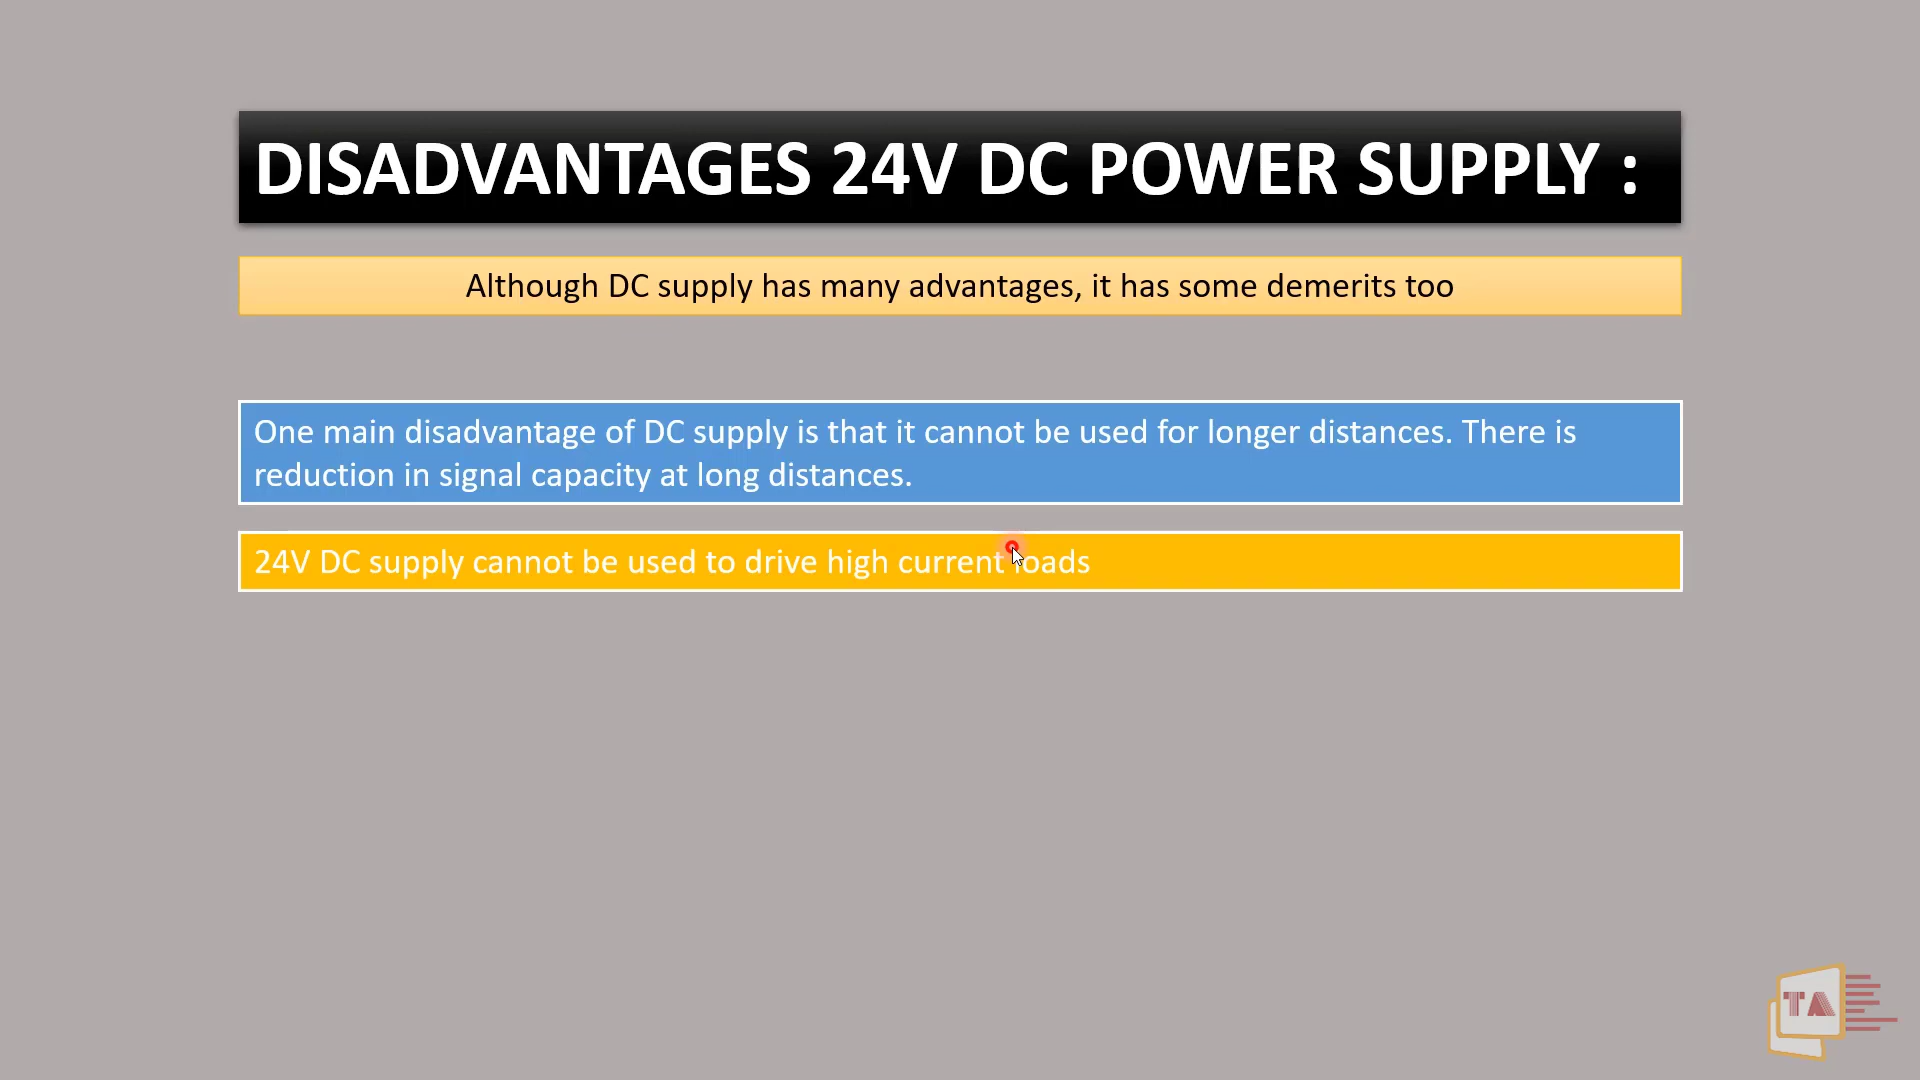 DISADVANTAGES 24V DC POWER SUPPLY :
Although DC supply has many advantages, it has some demerits too
One main disadvantage of DC supply is that it cannot be used for longer distances. There is
reduction in signal capacity at long distances.
24V DC supply cannot be used to drive high current loads
TA